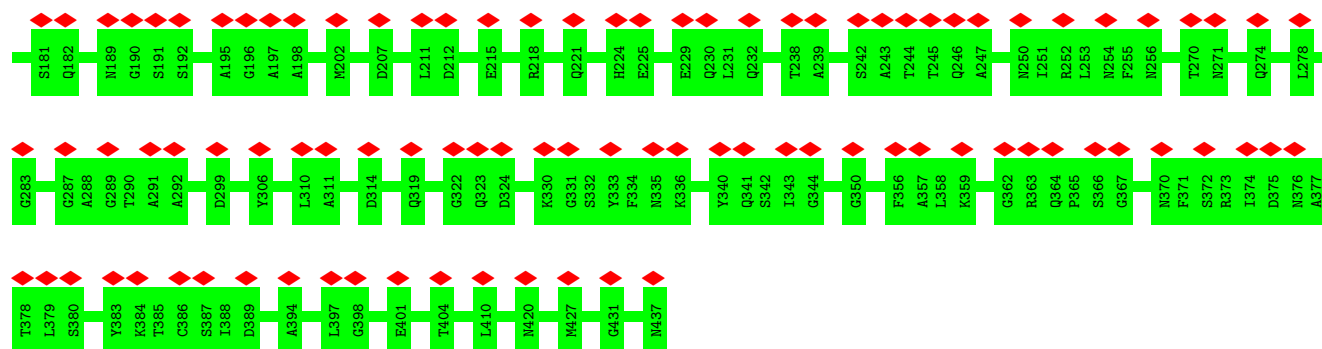 S181 Q182 N189 G190 S191 S192 A195 G196 A197 A198 M202 D207 L211 D212 E215 R218 Q221 H224 E225 E229 Q230 L231 Q232 T238 A239 S242 A243 T244 T245 Q246 A247 N250 I251 R252 L253 N254 F255 N256 T270 N271 Q274 L278
G283 G287 A288 G289 T290 A291 A292 D299 Y306 L310 A311 D314 Q319 G322 Q323 D324 K330 G331 S332 Y333 F334 N335 K336 Y340 Q341 S342 I343 G344 G350 F356 A357 L358 K359 G362 R363 Q364 P365 S366 G367 N370 F371 S372 R373 I374 D375 N376 A377
T378 L379 S380 Y383 K384 T385 C386 S387 I388 D389 A394 L397 G398 E401 T404 L410 N420 M427 G431 N437